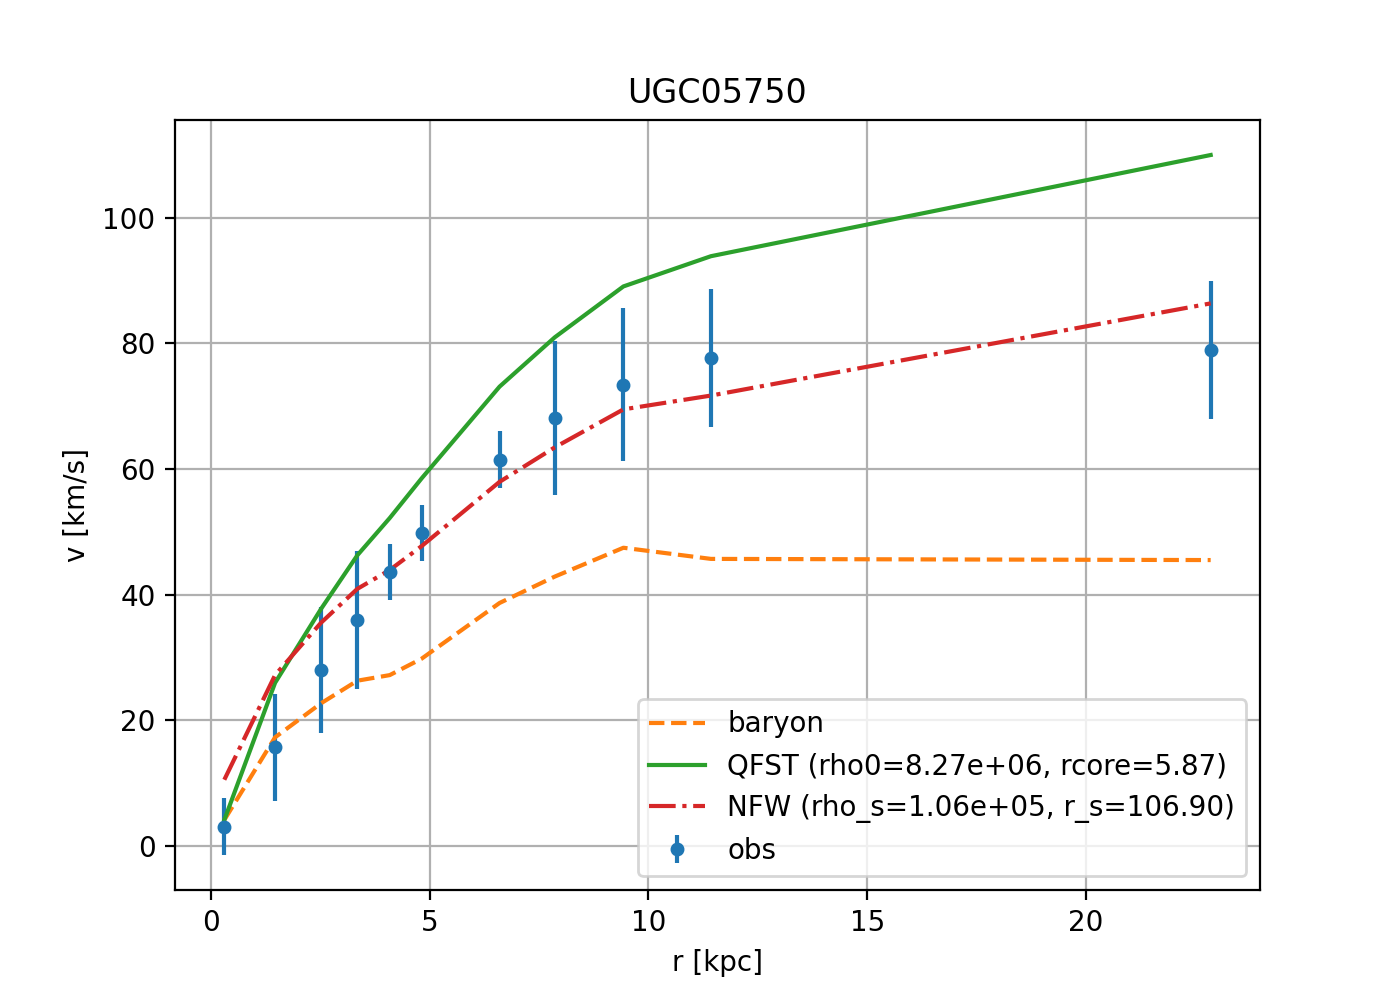 UGC05750
100
80
60
40
20
0
v [km/s]
baryon
QFST (rho0=8.27e+06, rcore=5.87)
NFW (rho_s=1.06e+05, r_s=106.90)
obs
0 5 10 15 20
r [kpc]